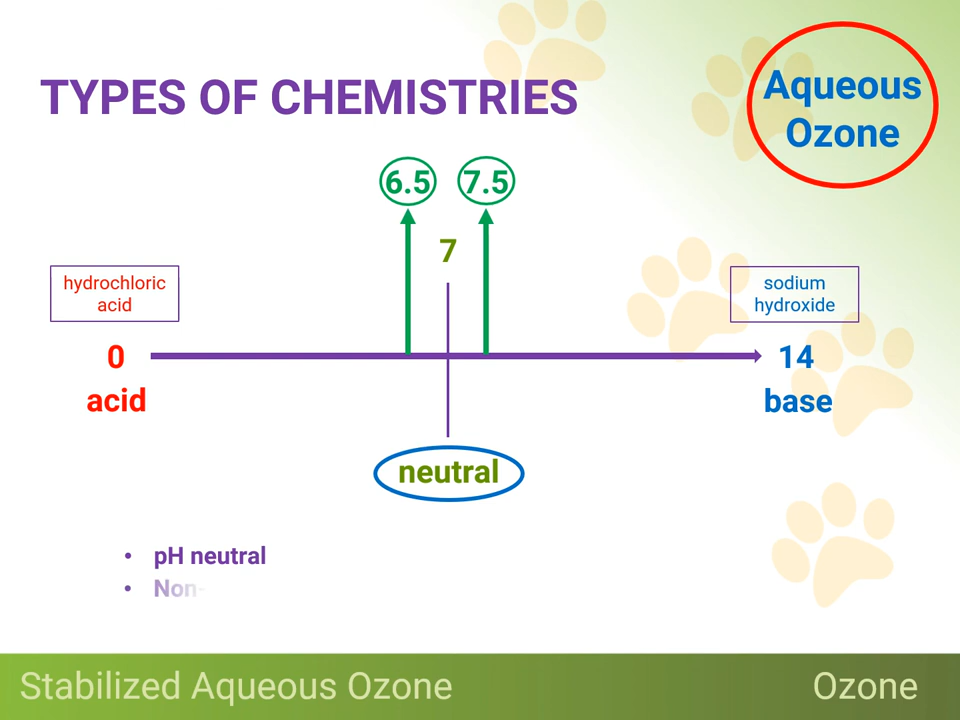 TYPES OF CHEMISTRIES
Aqueous
Ozone
6.5 7.5
7
hydrochloric
acid
sodium
hydroxide
0
14
acid
base
neutral
• pH neutral
• Non-
Stabilized Aqueous Ozone
Ozone